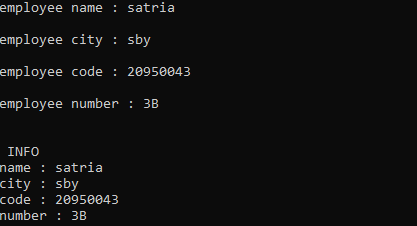 employee name : satria
employee city : sby
employee code : 20950043
employee number : 3B
INFO
name : satria
city : sby
code : 20950043
number : 3B